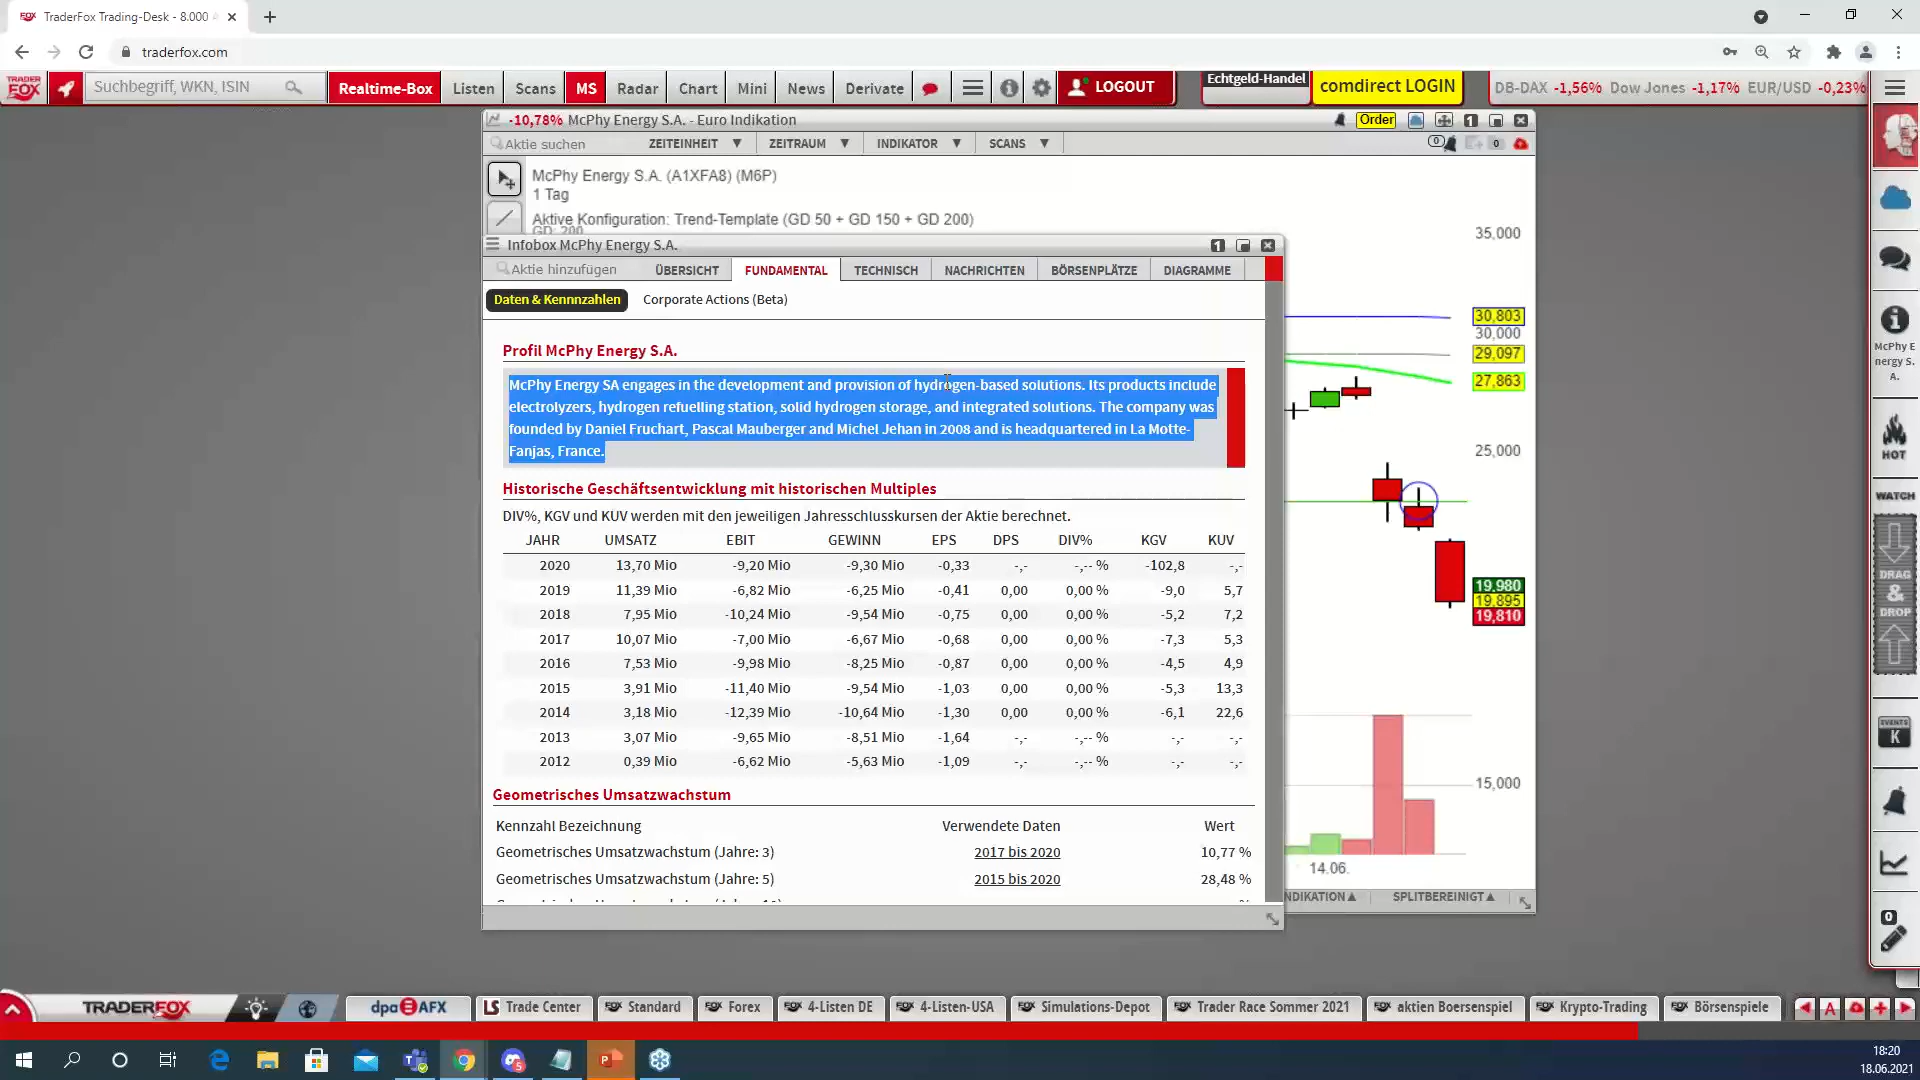 TraderFox Trading-Desk - 8.000
traderfox.com
TRADER FOX
Suchbegriff, WKN, ISIN
Realtime-Box
Listen
Scans
MS
Radar
Chart
Mini
News
Derivate
LOGOUT
Echtgeld-Handel
comdirect LOGIN
DB-DAX -1,56% Dow Jones -1,17% EUR/USD -0,23%
-10,78% McPhy Energy S.A. - Euro Indikation
Order
1
Aktie suchen
ZEITEINHEIT ▼
ZEITRAUM ▼
INDIKATOR ▼
SCANS ▼
0
0
McPhy Energy S.A. (A1XFA8) (M6P)
1 Tag
Aktive Konfiguration: Trend-Template (GD 50 + GD 150 + GD 200)
GD: 200
Infobox McPhy Energy S.A.
1
Aktie hinzufügen
ÜBERSICHT
FUNDAMENTAL
TECHNISCH
NACHRICHTEN
BÖRSENPLÄTZE
DIAGRAMME
Daten & Kennnzahlen
Corporate Actions (Beta)
Profil McPhy Energy S.A.
McPhy Energy SA engages in the development and provision of hydrogen-based solutions. Its products include
electrolyzers, hydrogen refuelling station, solid hydrogen storage, and integrated solutions. The company was
founded by Daniel Fruchart, Pascal Mauberger and Michel Jehan in 2008 and is headquartered in La Motte-
Fanjas, France.
Historische Geschäftsentwicklung mit historischen Multiples
DIV%, KGV und KUV werden mit den jeweiligen Jahresschlusskursen der Aktie berechnet.
JAHR UMSATZ EBIT GEWINN EPS DPS DIV% KGV KUV
2020 13,70 Mio -9,20 Mio -9,30 Mio -0,33 -,- -,-- % -102,8 -,-
2019 11,39 Mio -6,82 Mio -6,25 Mio -0,41 0,00 0,00 % -9,0 5,7
2018 7,95 Mio -10,24 Mio -9,54 Mio -0,75 0,00 0,00 % -5,2 7,2
2017 10,07 Mio -7,00 Mio -6,67 Mio -0,68 0,00 0,00 % -7,3 5,3
2016 7,53 Mio -9,98 Mio -8,25 Mio -0,87 0,00 0,00 % -4,5 4,9
2015 3,91 Mio -11,40 Mio -9,54 Mio -1,03 0,00 0,00 % -5,3 13,3
2014 3,18 Mio -12,39 Mio -10,64 Mio -1,30 0,00 0,00 % -6,1 22,6
2013 3,07 Mio -9,65 Mio -8,51 Mio -1,64 -,- -,-- % -,- -,-
2012 0,39 Mio -6,62 Mio -5,63 Mio -1,09 -,- -,-- % -,- -,-
Geometrisches Umsatzwachstum
Kennzahl Bezeichnung Verwendete Daten Wert
Geometrisches Umsatzwachstum (Jahre: 3) 2017 bis 2020 10,77 %
Geometrisches Umsatzwachstum (Jahre: 5) 2015 bis 2020 28,48 %
35,000
30,803
30,000
29,097
27,863
25,000
19,980
19,895
19,810
15,000
14.06.
NDIKATION▲
SPLITBEREINIGT▲
McPhy E
nergy S.
A.
HOT
WATCH
DRAG
&
DROP
EVENTS
K
0
TRADERFOX
dpa AFX
LS Trade Center
Standard
Forex
4-Listen DE
4-Listen-USA
Simulations-Depot
Trader Race Sommer 2021
aktien Boersenspiel
Krypto-Trading
Börsenspiele
A
18:20
18.06.2021